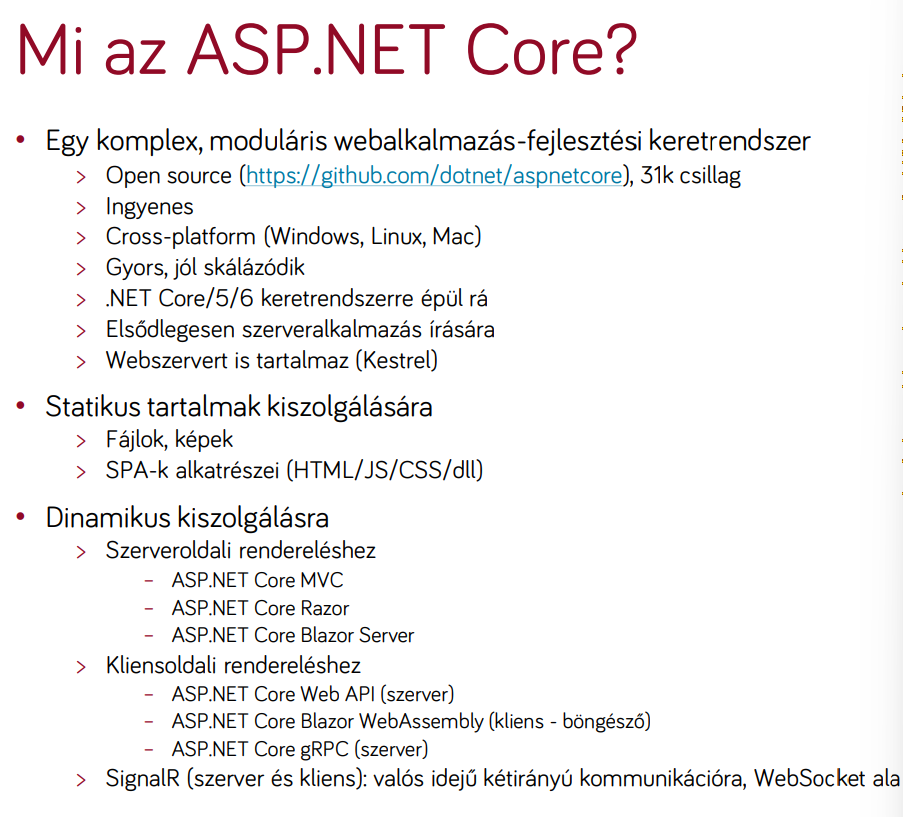 Mi az ASP.NET Core?
• Egy komplex, moduláris webalkalmazás-fejlesztési keretrendszer
> Open source (https://github.com/dotnet/aspnetcore), 31k csillag
> Ingyenes
> Cross-platform (Windows, Linux, Mac)
> Gyors, jól skálázódik
> .NET Core/5/6 keretrendszerre épül rá
> Elsődlegesen szerveralkalmazás írására
> Webszervert is tartalmaz (Kestrel)
• Statikus tartalmak kiszolgálására
> Fájlok, képek
> SPA-k alkatrészei (HTML/JS/CSS/dll)
• Dinamikus kiszolgálásra
> Szerveroldali rendereléshez
– ASP.NET Core MVC
– ASP.NET Core Razor
– ASP.NET Core Blazor Server
> Kliensoldali rendereléshez
– ASP.NET Core Web API (szerver)
– ASP.NET Core Blazor WebAssembly (kliens - böngésző)
– ASP.NET Core gRPC (szerver)
> SignalR (szerver és kliens): valós idejű kétirányú kommunikációra, WebSocket ala